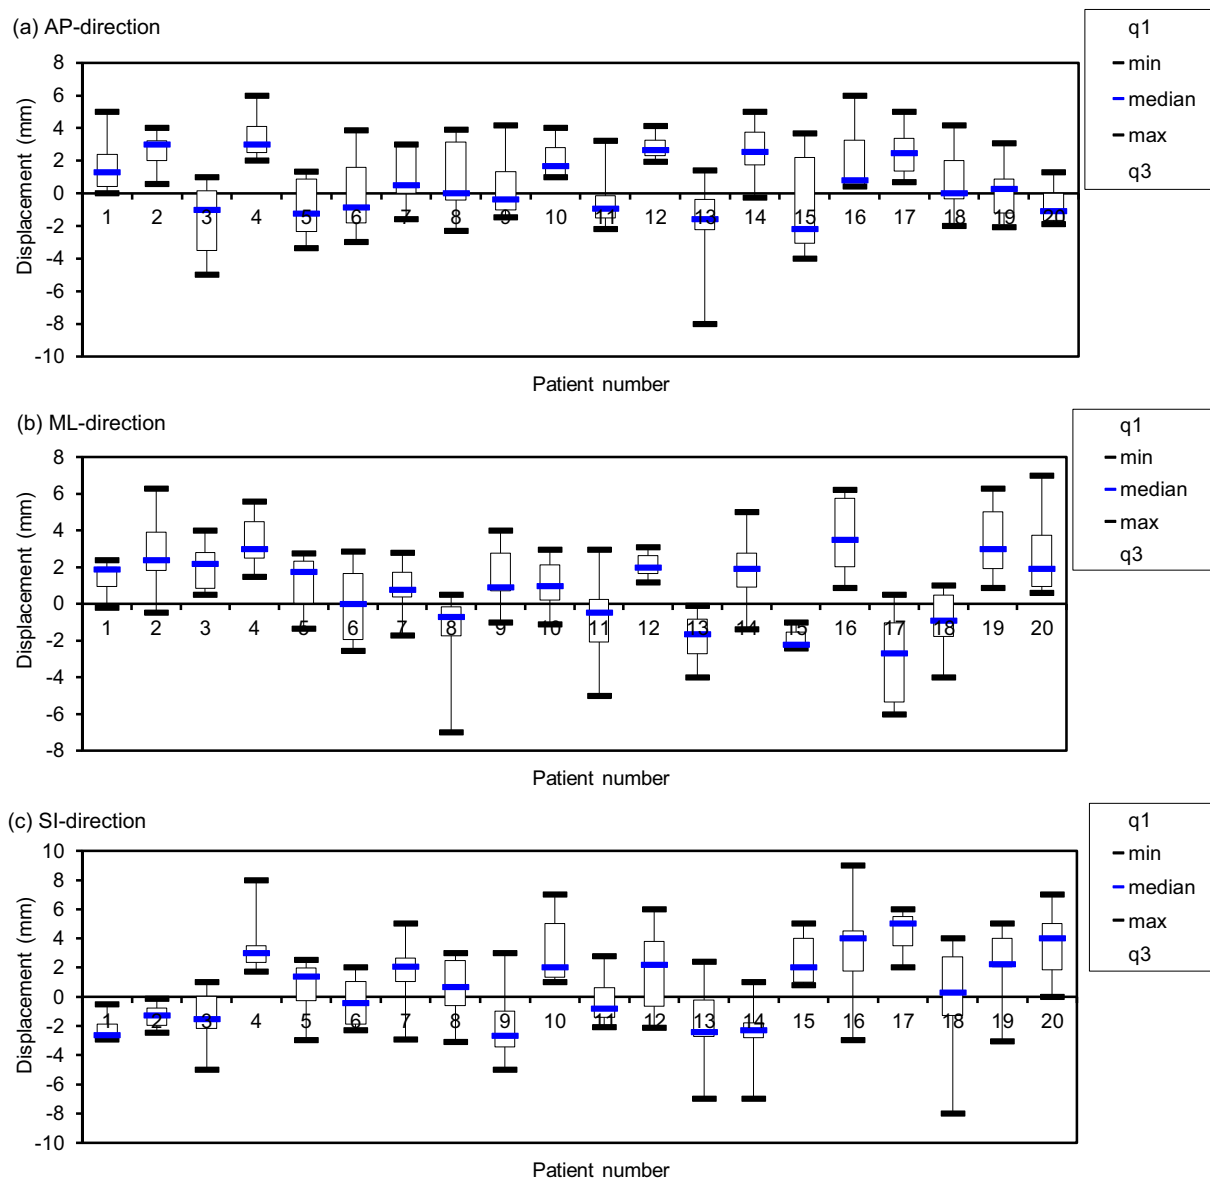 (a) AP-direction
q1
min
median
max
q3
8
6
4
2
0
-2
-4
-6
-8
-10
Displacement (mm)
1 2 3 4 5 6 7 8 9 10 11 12 13 14 15 16 17 18 19 20
Patient number
(b) ML-direction
q1
min
median
max
q3
8
6
4
2
0
-2
-4
-6
-8
Displacement (mm)
1 2 3 4 5 6 7 8 9 10 11 12 13 14 15 16 17 18 19 20
Patient number
(c) SI-direction
q1
min
median
max
q3
10
8
6
4
2
0
-2
-4
-6
-8
-10
Displacement (mm)
1 2 3 4 5 6 7 8 9 10 11 12 13 14 15 16 17 18 19 20
Patient number